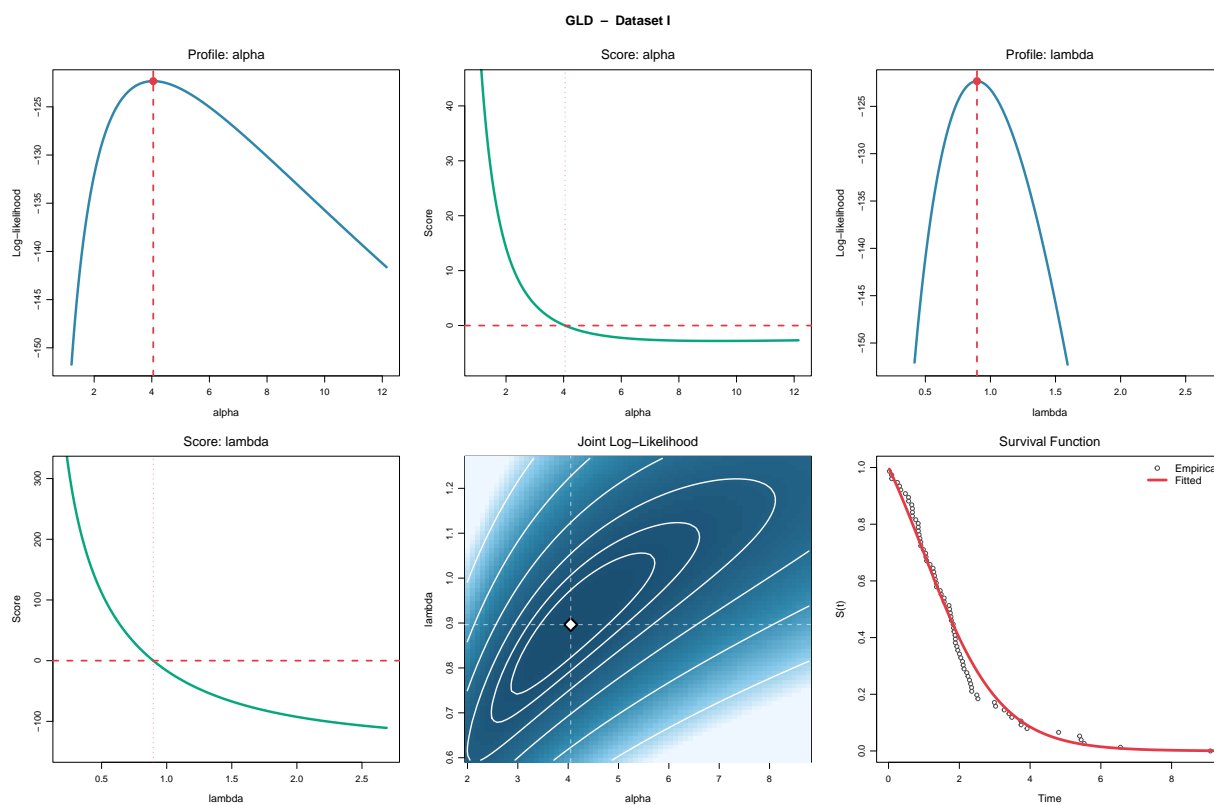 GLD – Dataset I
Profile: alpha
Log−likelihood
−125
−130
−135
−140
−145
−150
2 4 6 8 10 12
alpha
Score: alpha
Score
40
30
20
10
0
2 4 6 8 10 12
alpha
Profile: lambda
Log−likelihood
−125
−130
−135
−140
−145
−150
0.5 1.0 1.5 2.0 2.5
lambda
Score: lambda
Score
300
200
100
0
−100
0.5 1.0 1.5 2.0 2.5
lambda
Joint Log−Likelihood
lambda
1.2
1.1
1.0
0.9
0.8
0.7
0.6
2 3 4 5 6 7 8
alpha
Survival Function
S(t)
1.0
0.8
0.6
0.4
0.2
0.0
Empirica
Fitted
0 2 4 6 8
Time